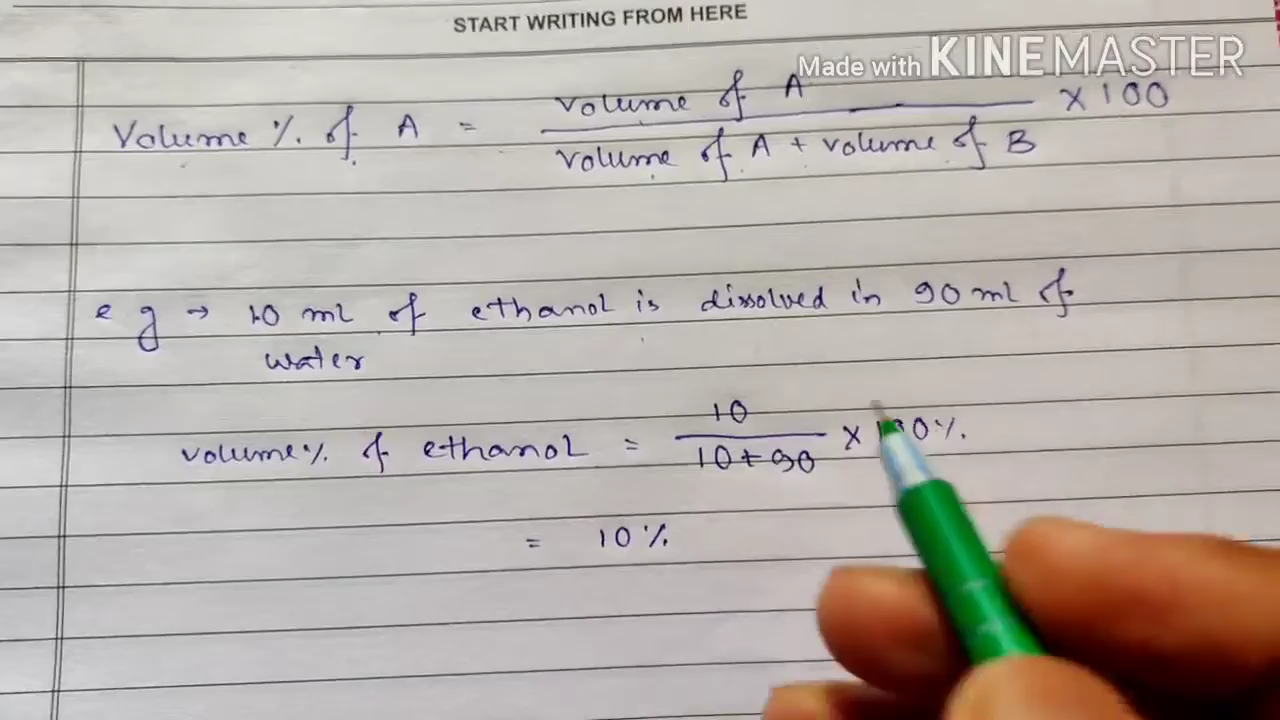 START WRITING FROM HERE
Made with KINEMASTER
Volume % of A = volume of A / volume of A + volume of B × 100
e g → 10 ml of ethanol is dissolved in 90 ml of
water
volume % of ethanol = 10 / 10 + 90 × 100 %.
= 10 %